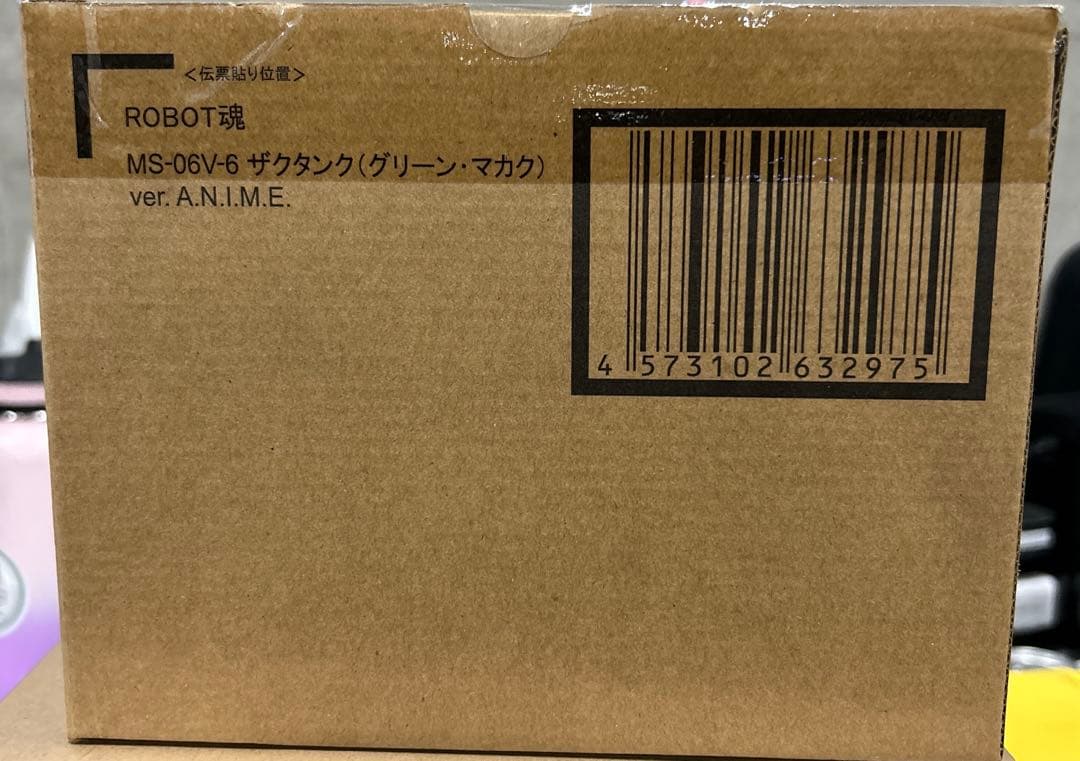 ＜伝票貼り位置＞
ROBOT魂
MS-06V-6 ザクタンク（グリーン・マカク）
ver. A.N.I.M.E.
4 573102 632975